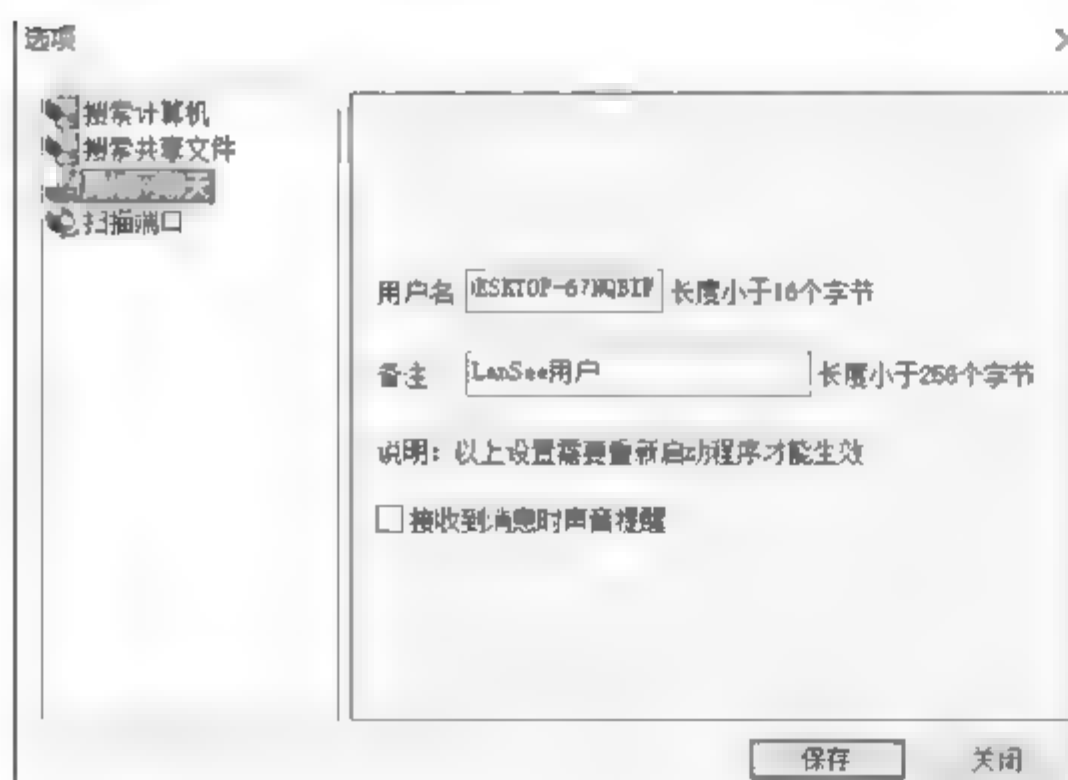 选项
搜索计算机
搜索共享文件
聊天
扫描端口
用户名 长度小于16个字节
备注 LanSee用户 长度小于256个字节
说明：以上设置需要重新启动程序才能生效
接收到消息时声音提醒
保存 关闭